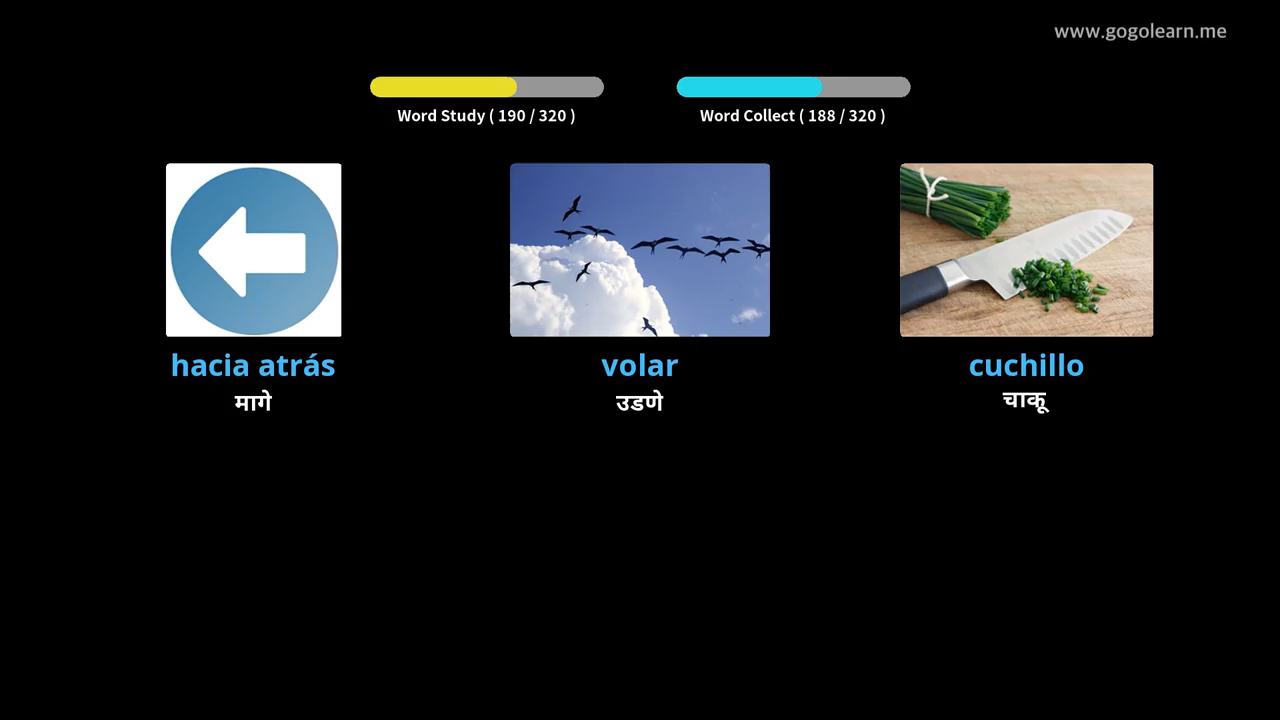 www.gogolearn.me
Word Study ( 190 / 320 )
Word Collect ( 188 / 320 )
hacia atrás
मागे
volar
उडणे
cuchillo
चाकू